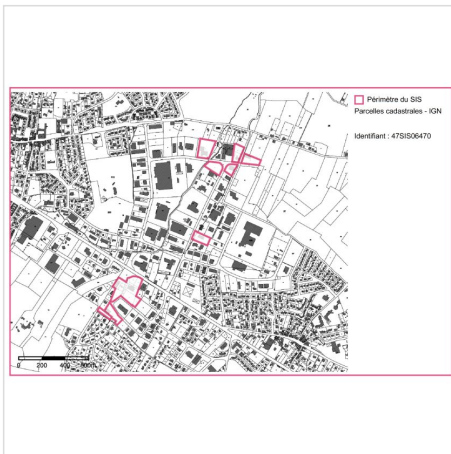 Périmètre du SIS
Parcelles cadastrales - IGN
Identifiant : 47SIS06470
0 200 400 600m